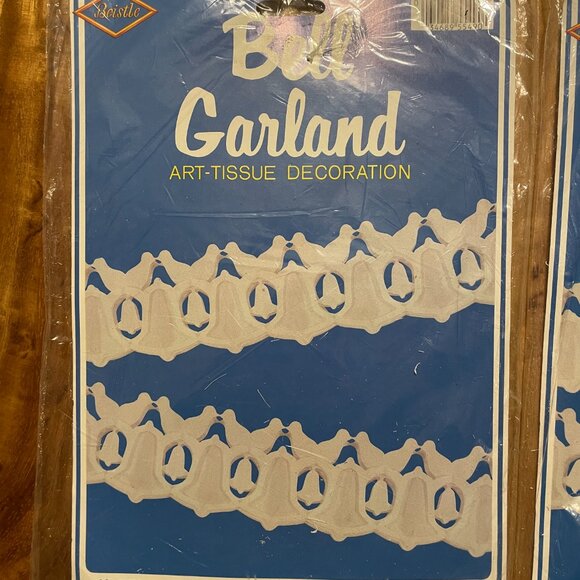 Beistle
Bell
Garland
ART-TISSUE DECORATION